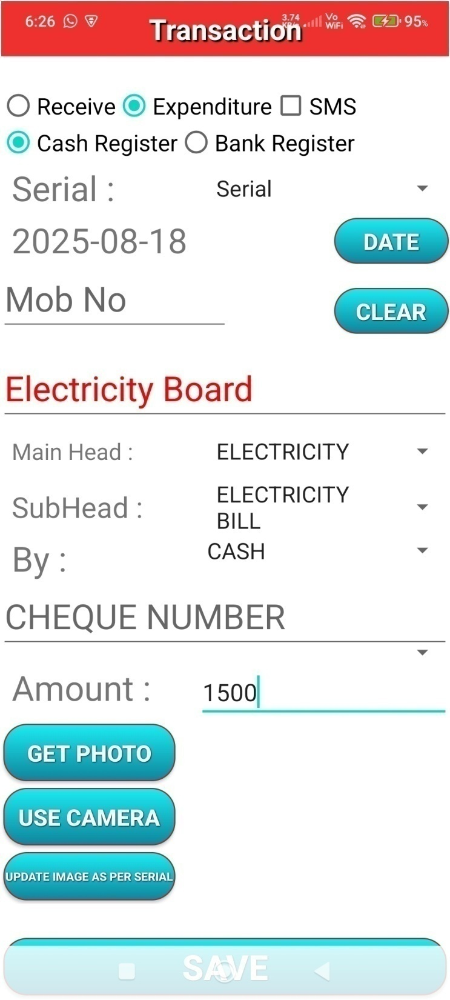 6:26 3.74 KB/s Vo WiFi 95%
Transaction
Receive Expenditure SMS
Cash Register Bank Register
Serial : Serial
2025-08-18 DATE
Mob No CLEAR
Electricity Board
Main Head : ELECTRICITY
SubHead : ELECTRICITY
BILL
By : CASH
CHEQUE NUMBER
Amount : 1500
GET PHOTO
USE CAMERA
UPDATE IMAGE AS PER SERIAL
SAVE